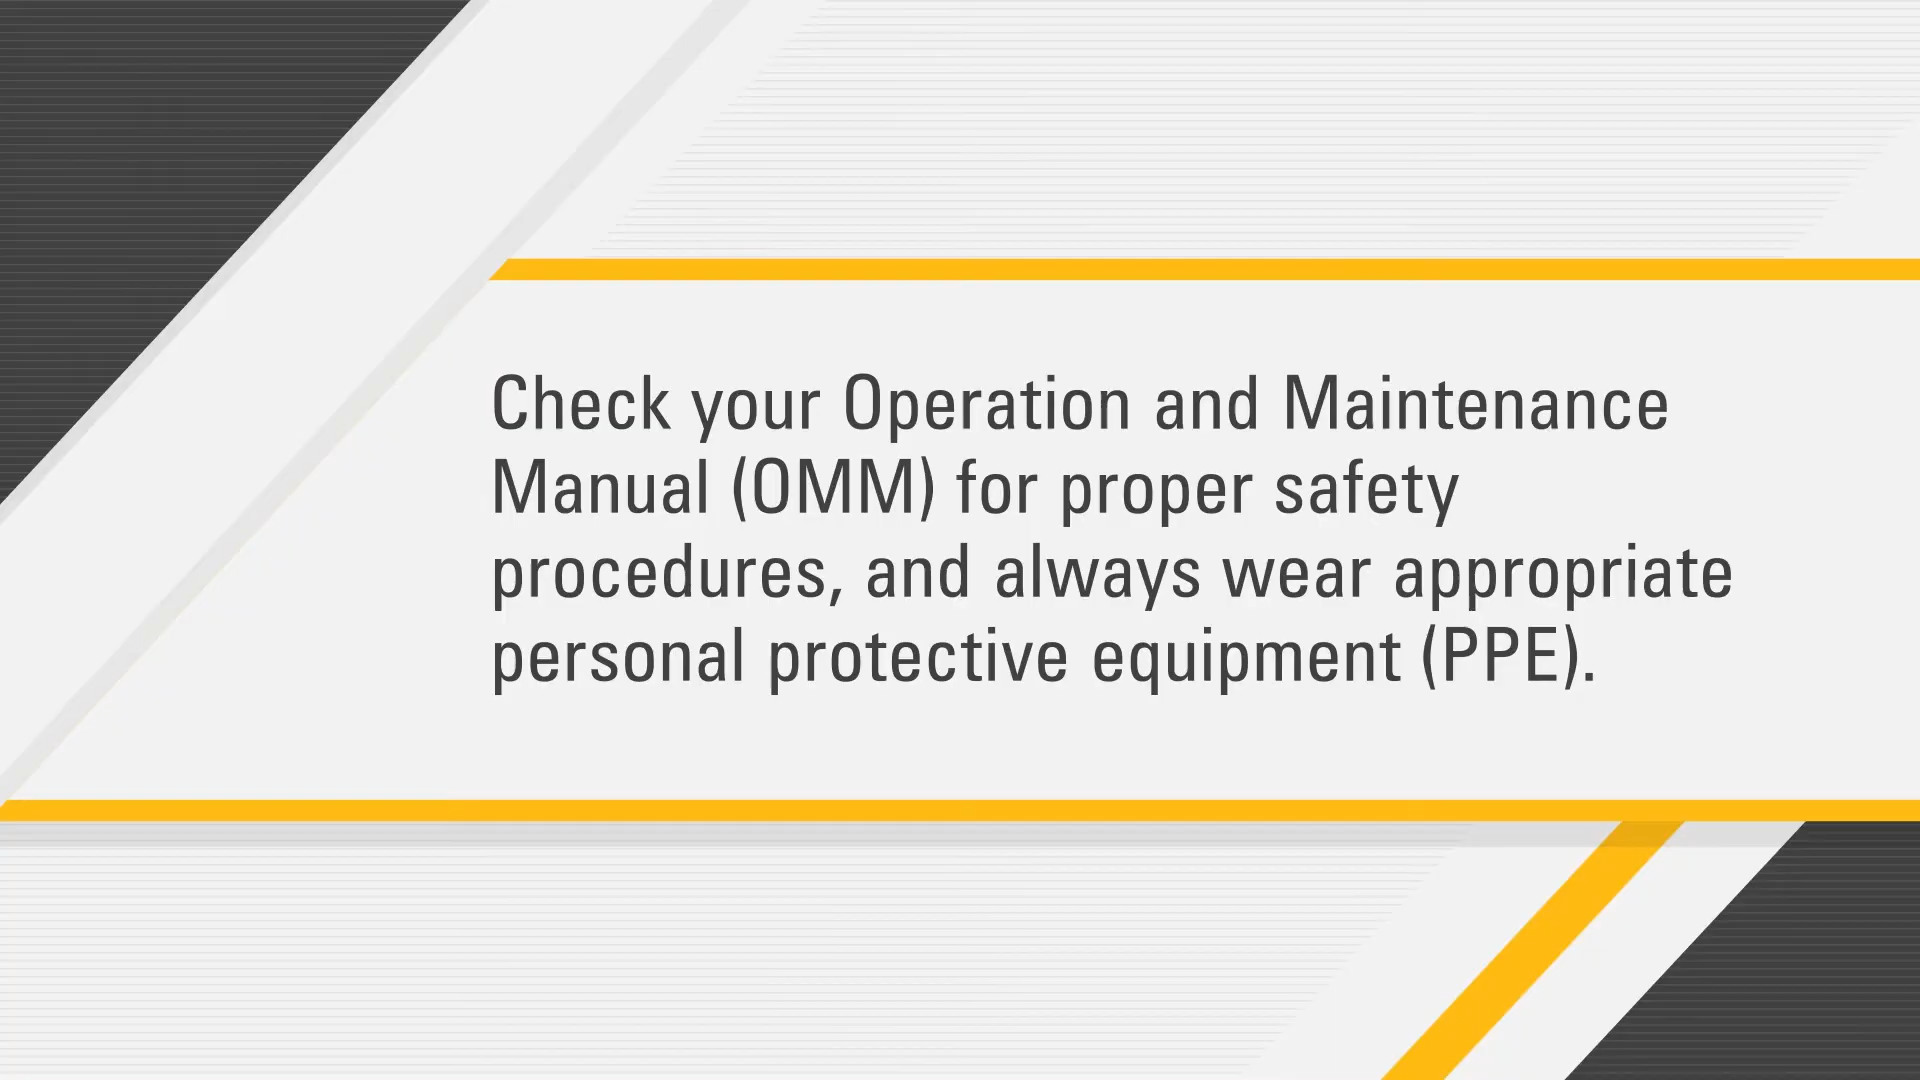 Check your Operation and Maintenance
Manual (OMM) for proper safety
procedures, and always wear appropriate
personal protective equipment (PPE).